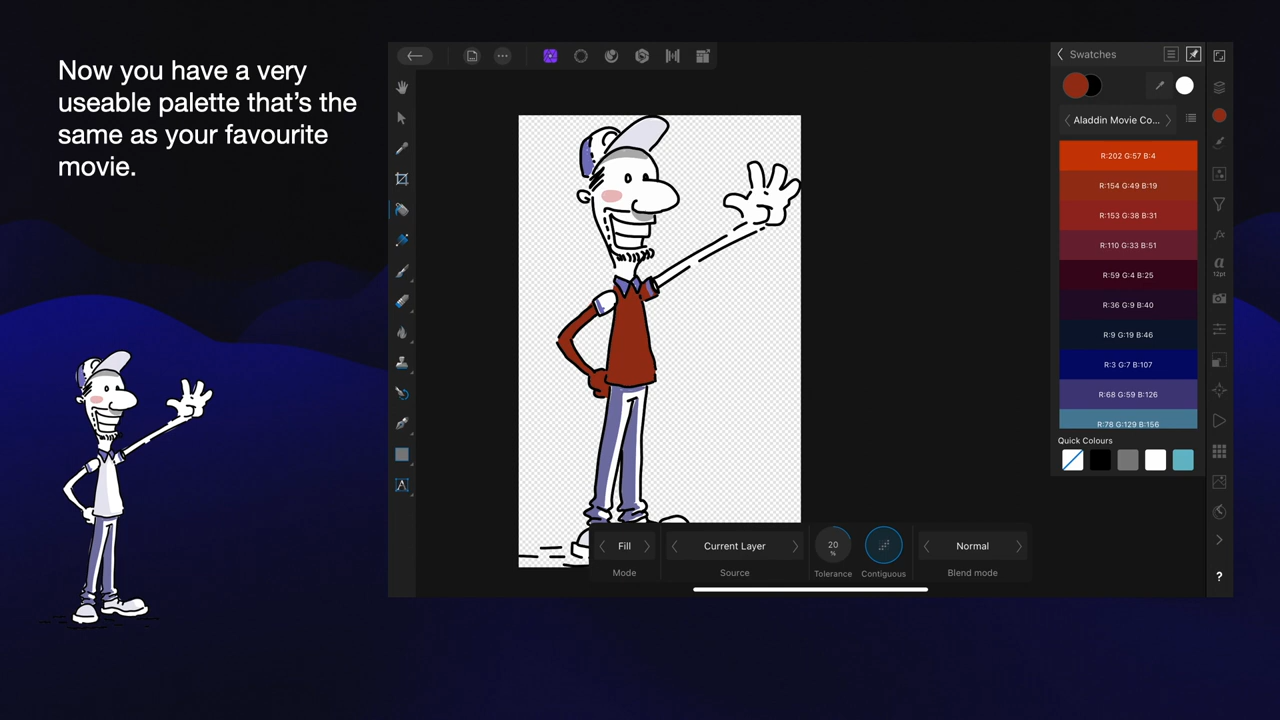 Now you have a very
useable palette that's the
same as your favourite
movie.
Swatches
Aladdin Movie Co...
R:202 G:57 B:4
R:154 G:49 B:19
R:153 G:38 B:31
R:110 G:33 B:51
R:59 G:4 B:25
R:36 G:9 B:40
R:9 G:19 B:46
R:3 G:7 B:107
R:68 G:59 B:126
R:78 G:129 B:156
Quick Colours
a
12pt
A
Fill
Mode
Current Layer
Source
20
%
Tolerance
Contiguous
Normal
Blend mode
?